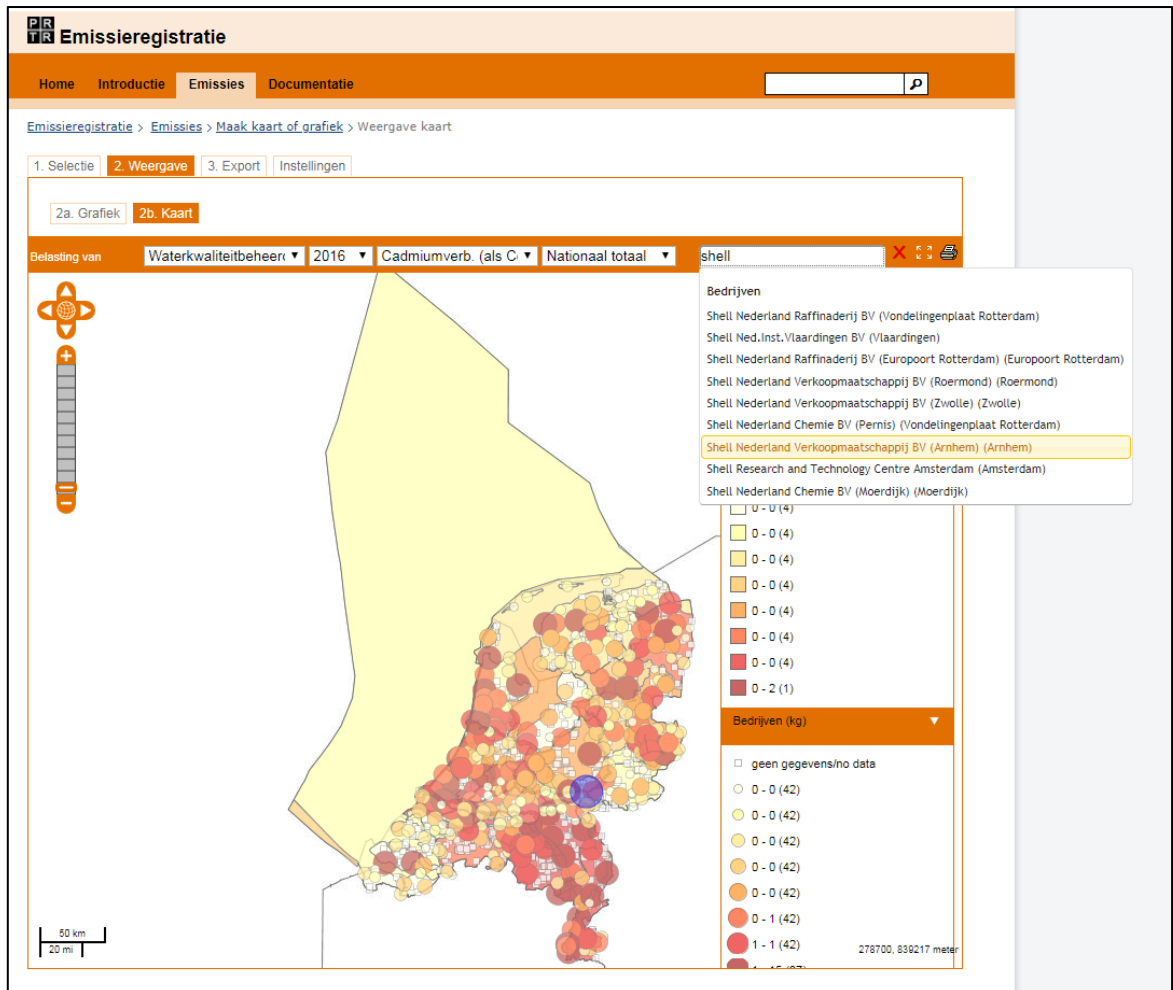 PR
TR Emissieregistratie
Home Introductie Emissies Documentatie
Emissieregistratie > Emissies > Maak kaart of grafiek > Weergave kaart
1. Selectie 2. Weergave 3. Export Instellingen
2a. Grafiek 2b. Kaart
Belasting van Waterkwaliteitbeheerc 2016 Cadmiumverb. (als C Nationaal totaal shell
Bedrijven
Shell Nederland Raffinaderij BV (Vondelingenplaat Rotterdam)
Shell Ned.Inst.Vlaardingen BV (Vlaardingen)
Shell Nederland Raffinaderij BV (Europoort Rotterdam) (Europoort Rotterdam)
Shell Nederland Verkoopmaatschappij BV (Roermond) (Roermond)
Shell Nederland Verkoopmaatschappij BV (Zwolle) (Zwolle)
Shell Nederland Chemie BV (Pernis) (Vondelingenplaat Rotterdam)
Shell Nederland Verkoopmaatschappij BV (Arnhem) (Arnhem)
Shell Research and Technology Centre Amsterdam (Amsterdam)
Shell Nederland Chemie BV (Moerdijk) (Moerdijk)
0 - 0 (4)
0 - 0 (4)
0 - 0 (4)
0 - 0 (4)
0 - 0 (4)
0 - 0 (4)
0 - 0 (4)
0 - 2 (1)
Bedrijven (kg)
geen gegevens/no data
0 - 0 (42)
0 - 0 (42)
0 - 0 (42)
0 - 0 (42)
0 - 0 (42)
0 - 1 (42)
1 - 1 (42)
50 km
20 mi
278700, 839217 meter